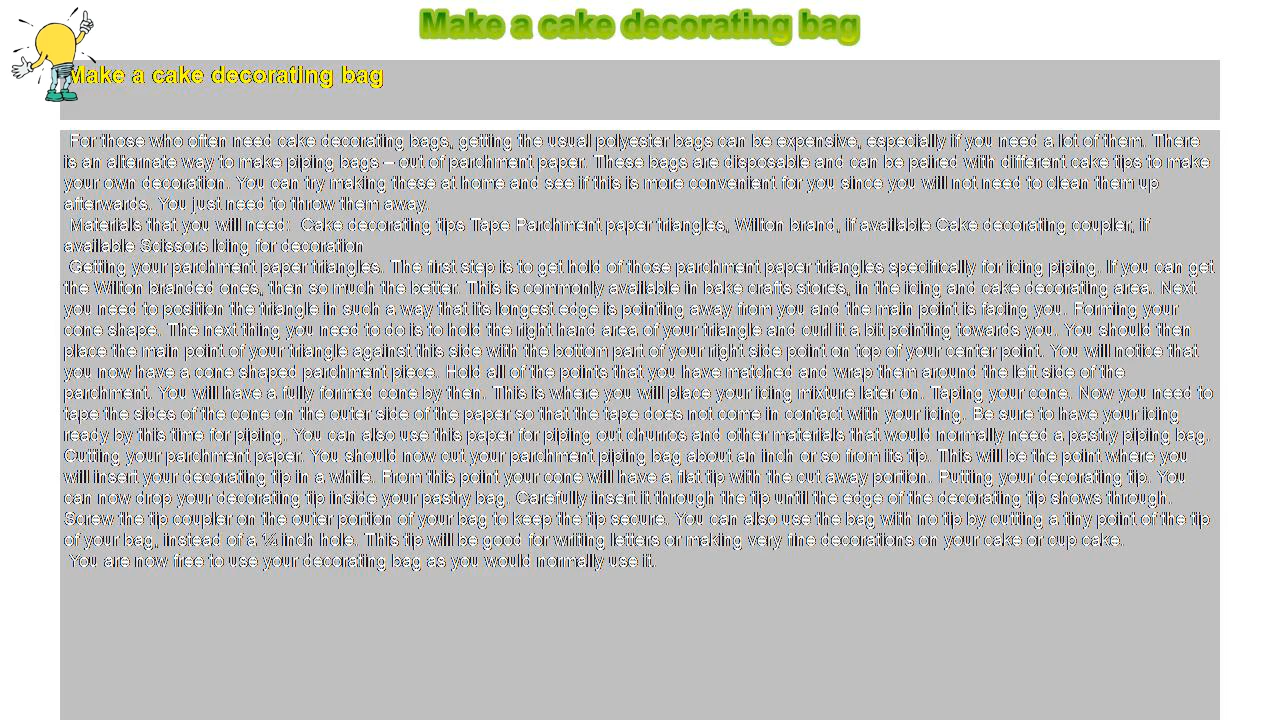 Make a cake decorating bag
Make a cake decorating bag
For those who often need cake decorating bags, getting the usual polyester bags can be expensive, especially if you need a lot of them. There
is an alternate way to make piping bags – out of parchment paper. These bags are disposable and can be paired with different cake tips to make
your own decoration. You can try making these at home and see if this is more convenient for you since you will not need to clean them up
afterwards. You just need to throw them away.
Materials that you will need:  Cake decorating tips Tape Parchment paper triangles, Wilton brand, if available Cake decorating coupler, if
available Scissors Icing for decoration
Getting your parchment paper triangles. The first step is to get hold of those parchment paper triangles specifically for icing piping. If you can get
the Wilton branded ones, then so much the better. This is commonly available in bake crafts stores, in the icing and cake decorating area. Next
you need to position the triangle in such a way that its longest edge is pointing away from you and the main point is facing you. Forming your
cone shape. The next thing you need to do is to hold the right hand area of your triangle and curl it a bit pointing towards you. You should then
place the main point of your triangle against this side with the bottom part of your right side point on top of your center point. You will notice that
you now have a cone shaped parchment piece. Hold all of the points that you have matched and wrap them around the left side of the
parchment. You will have a fully formed cone by then. This is where you will place your icing mixture later on. Taping your cone. Now you need to
tape the sides of the cone on the outer side of the paper so that the tape does not come in contact with your icing. Be sure to have your icing
ready by this time for piping. You can also use this paper for piping out churros and other materials that would normally need a pastry piping bag.
Cutting your parchment paper. You should now cut your parchment piping bag about an inch or so from its tip. This will be the point where you
will insert your decorating tip in a while. From this point your cone will have a flat tip with the cut away portion. Putting your decorating tip. You
can now drop your decorating tip inside your pastry bag. Carefully insert it through the tip until the edge of the decorating tip shows through.
Screw the tip coupler on the outer portion of your bag to keep the tip secure. You can also use the bag with no tip by cutting a tiny point of the tip
of your bag, instead of a ¼ inch hole. This tip will be good for writing letters or making very fine decorations on your cake or cup cake.
You are now free to use your decorating bag as you would normally use it.